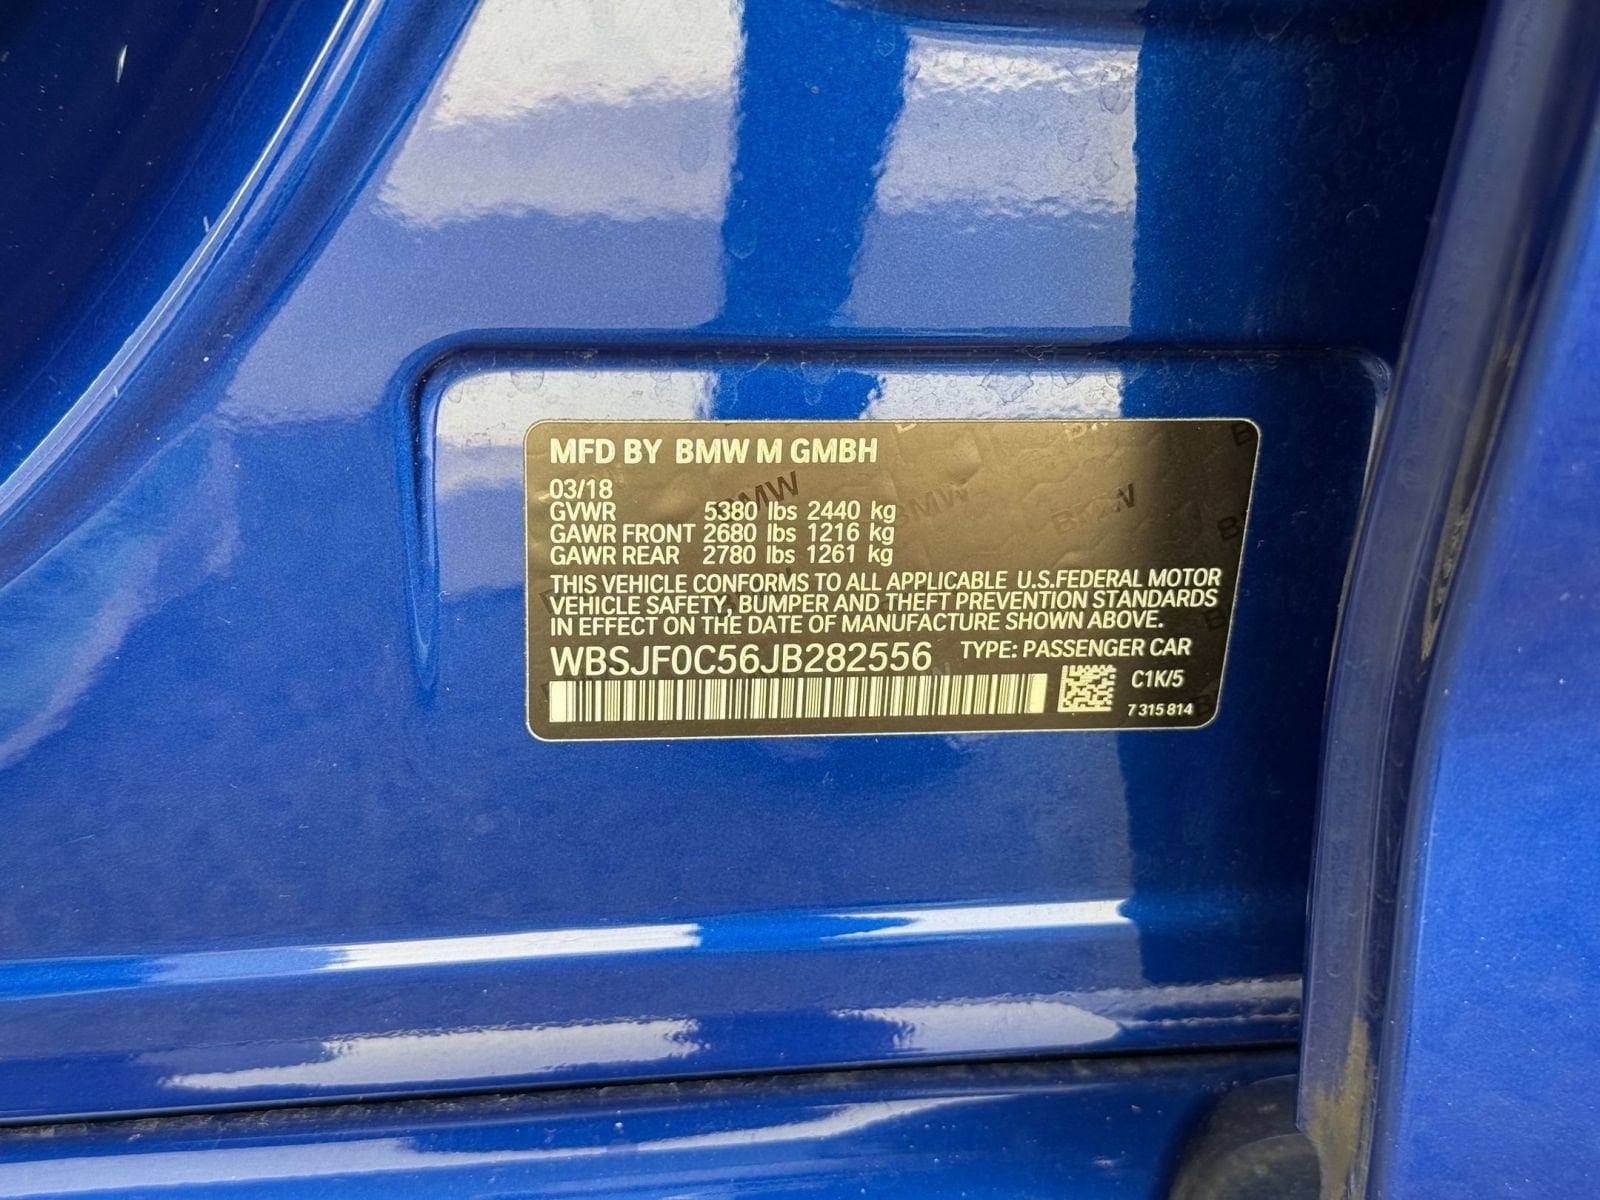 MFD BY BMW M GMBH
03/18
GVWR 5380 lbs 2440 kg
GAWR FRONT 2680 lbs 1216 kg
GAWR REAR 2780 lbs 1261 kg
THIS VEHICLE CONFORMS TO ALL APPLICABLE U.S.FEDERAL MOTOR
VEHICLE SAFETY, BUMPER AND THEFT PREVENTION STANDARDS
IN EFFECT ON THE DATE OF MANUFACTURE SHOWN ABOVE.
WBSJF0C56JB282556 TYPE: PASSENGER CAR
C1K/5
7 315 814